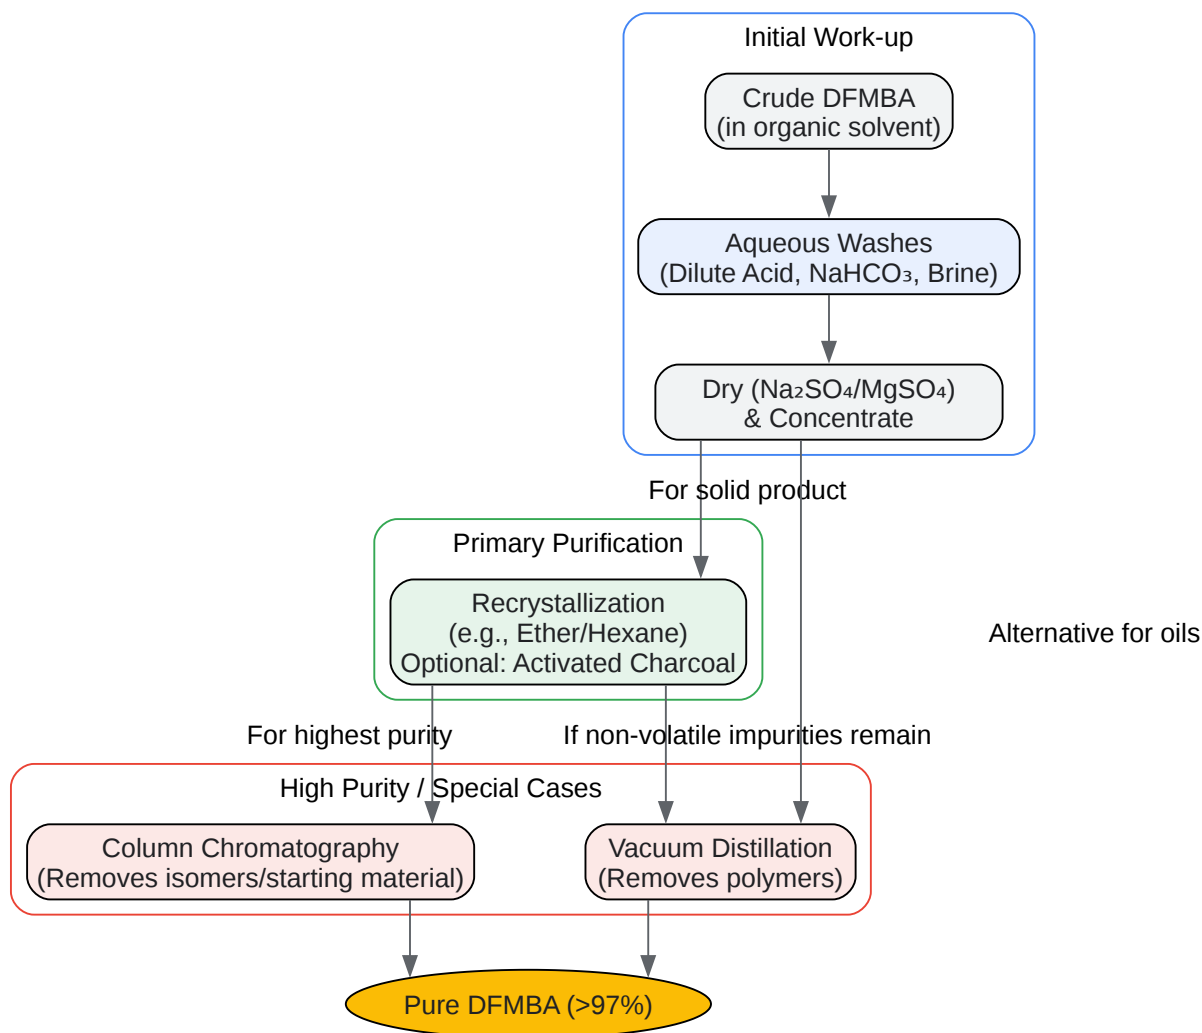 Initial Work-up
Crude DFMBA
(in organic solvent)
Aqueous Washes
(Dilute Acid, NaHCO₃, Brine)
Dry (Na₂SO₄/MgSO₄)
& Concentrate
For solid product
Primary Purification
Recrystallization
(e.g., Ether/Hexane)
Optional: Activated Charcoal
Alternative for oils
For highest purity
If non-volatile impurities remain
High Purity / Special Cases
Column Chromatography
(Removes isomers/starting material)
Vacuum Distillation
(Removes polymers)
Pure DFMBA (>97%)